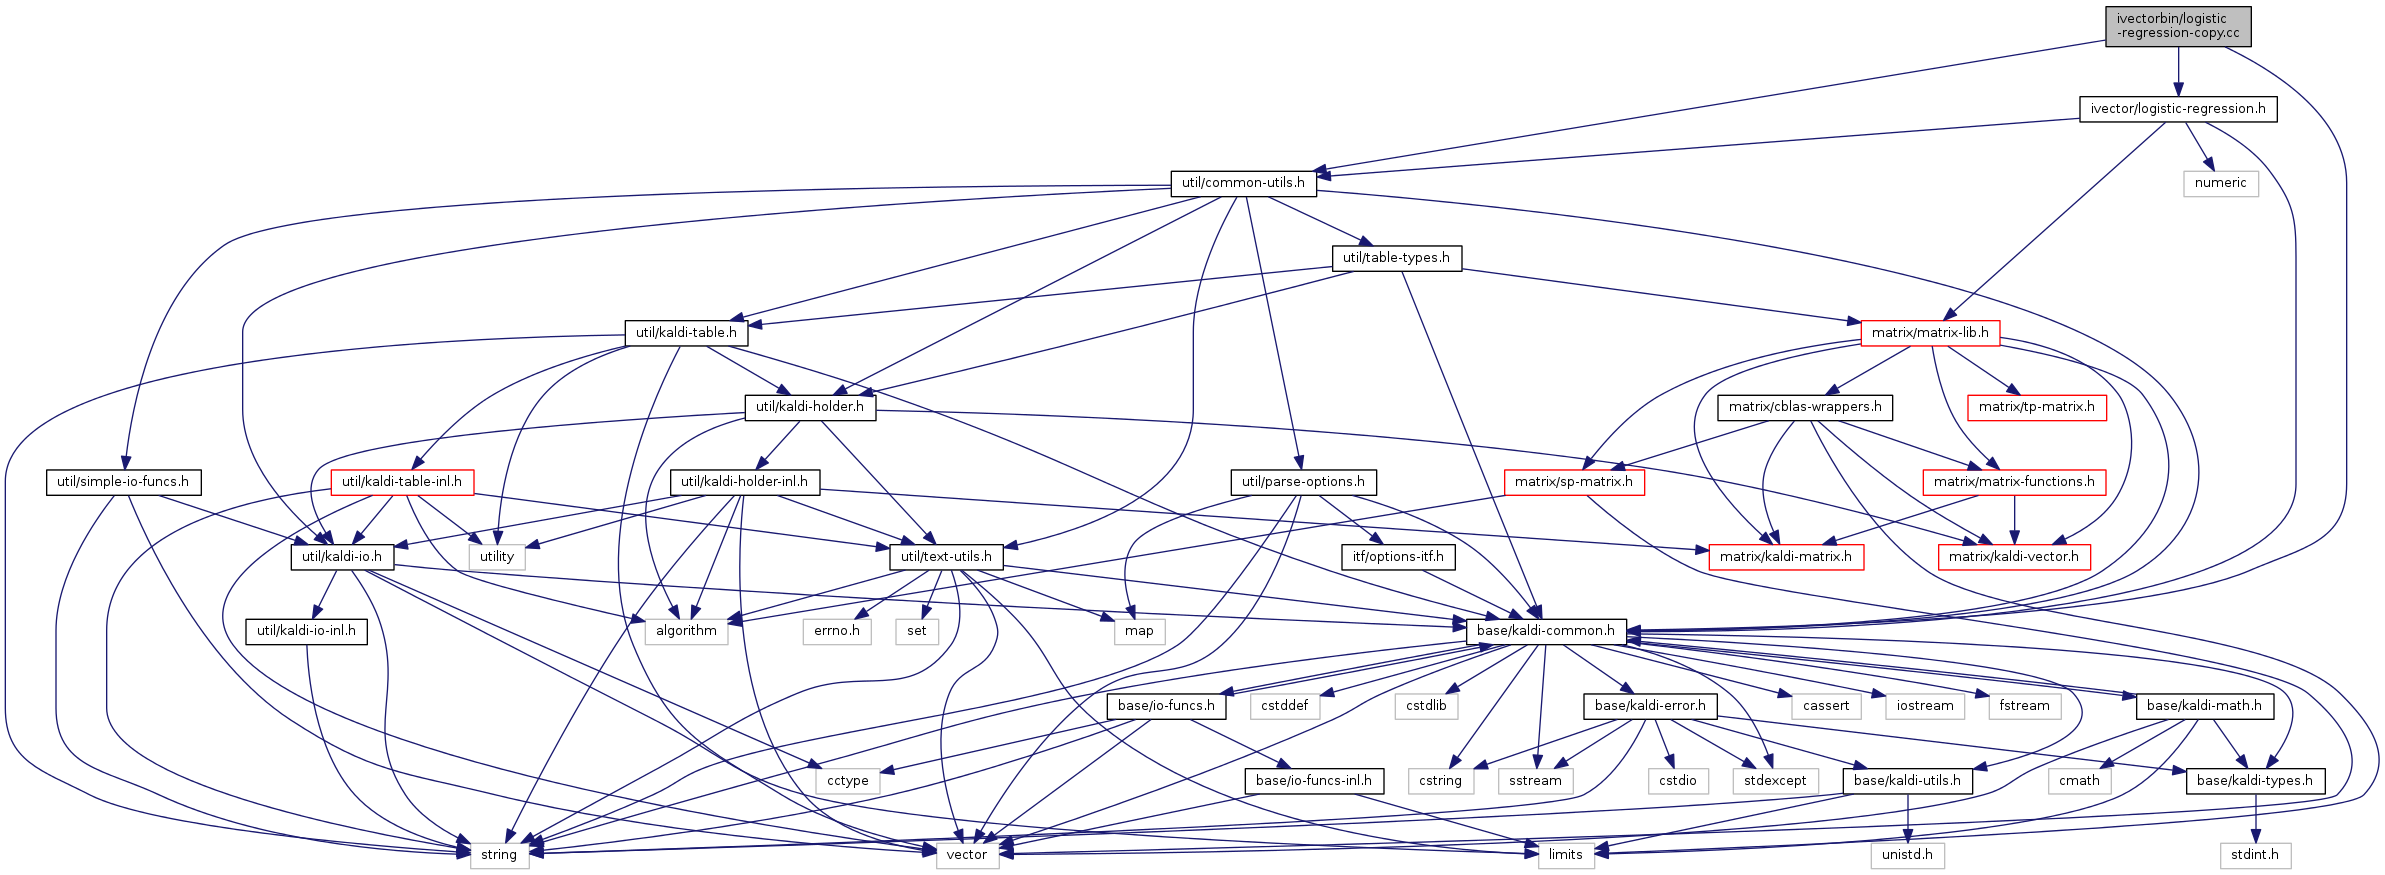 ivectorbin/logistic
-regression-copy.cc
ivector/logistic-regression.h
util/common-utils.h
numeric
util/table-types.h
util/kaldi-table.h
matrix/matrix-lib.h
util/kaldi-holder.h
matrix/cblas-wrappers.h
matrix/tp-matrix.h
util/simple-io-funcs.h
util/kaldi-table-inl.h
util/kaldi-holder-inl.h
util/parse-options.h
matrix/sp-matrix.h
matrix/matrix-functions.h
util/kaldi-io.h
utility
util/text-utils.h
itf/options-itf.h
matrix/kaldi-matrix.h
matrix/kaldi-vector.h
util/kaldi-io-inl.h
algorithm
errno.h
set
map
base/kaldi-common.h
base/io-funcs.h
cstddef
cstdlib
base/kaldi-error.h
cassert
iostream
fstream
base/kaldi-math.h
cctype
base/io-funcs-inl.h
cstring
sstream
cstdio
stdexcept
base/kaldi-utils.h
cmath
base/kaldi-types.h
string
vector
limits
unistd.h
stdint.h